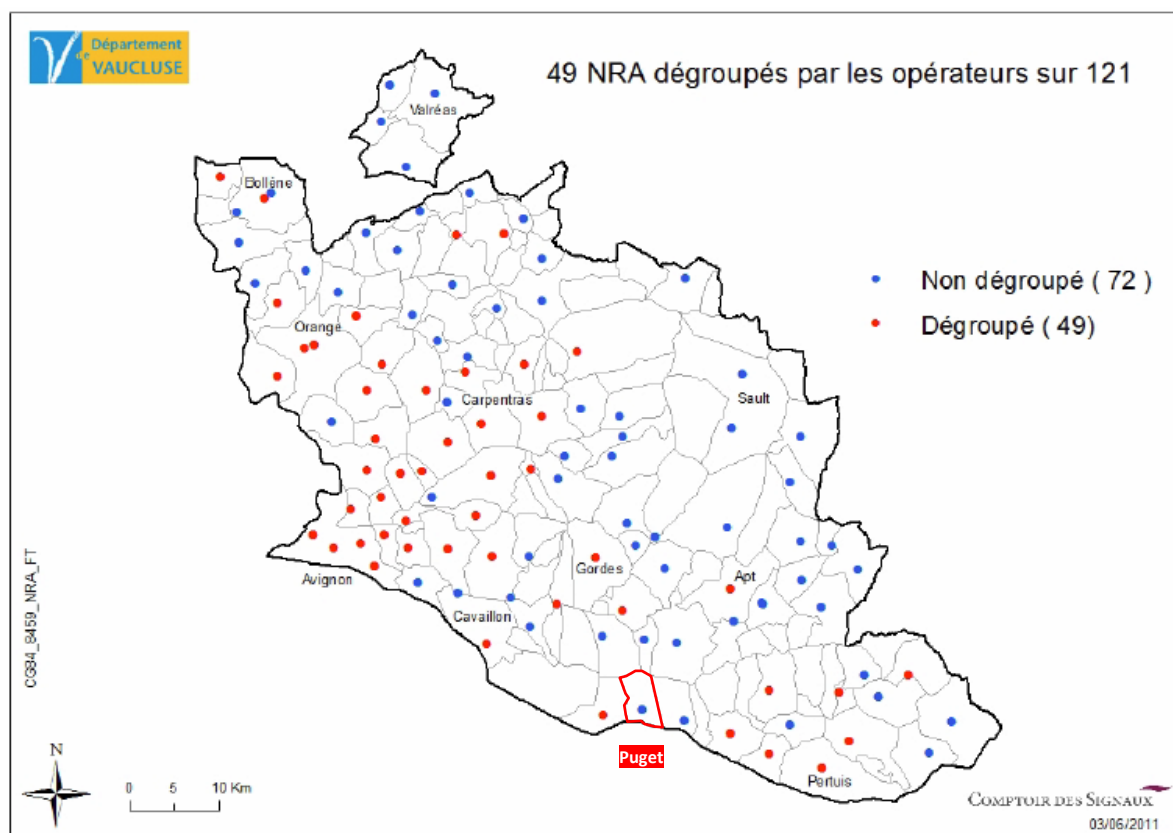 Département
de VAUCLUSE
49 NRA dégroupés par les opérateurs sur 121
Valréas
Bollène
Non dégroupé ( 72 )
Dégroupé ( 49)
Orange
Carpentras
Sault
Gordes
Apt
Avignon
Cavaillon
CG84_8459_NRA_FT
Puget
Pertuis
N
0 5 10 Km
COMPTOIR DES SIGNAUX
03/06/2011